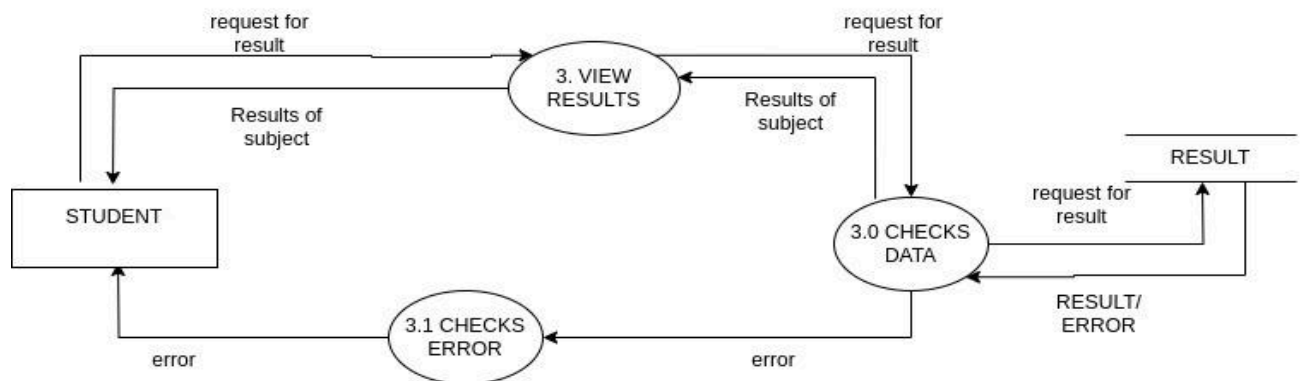 request for
result
request for
result
3. VIEW
RESULTS
Results of
subject
Results of
subject
RESULT
request for
result
STUDENT
3.0 CHECKS
DATA
RESULT/
ERROR
3.1 CHECKS
ERROR
error
error